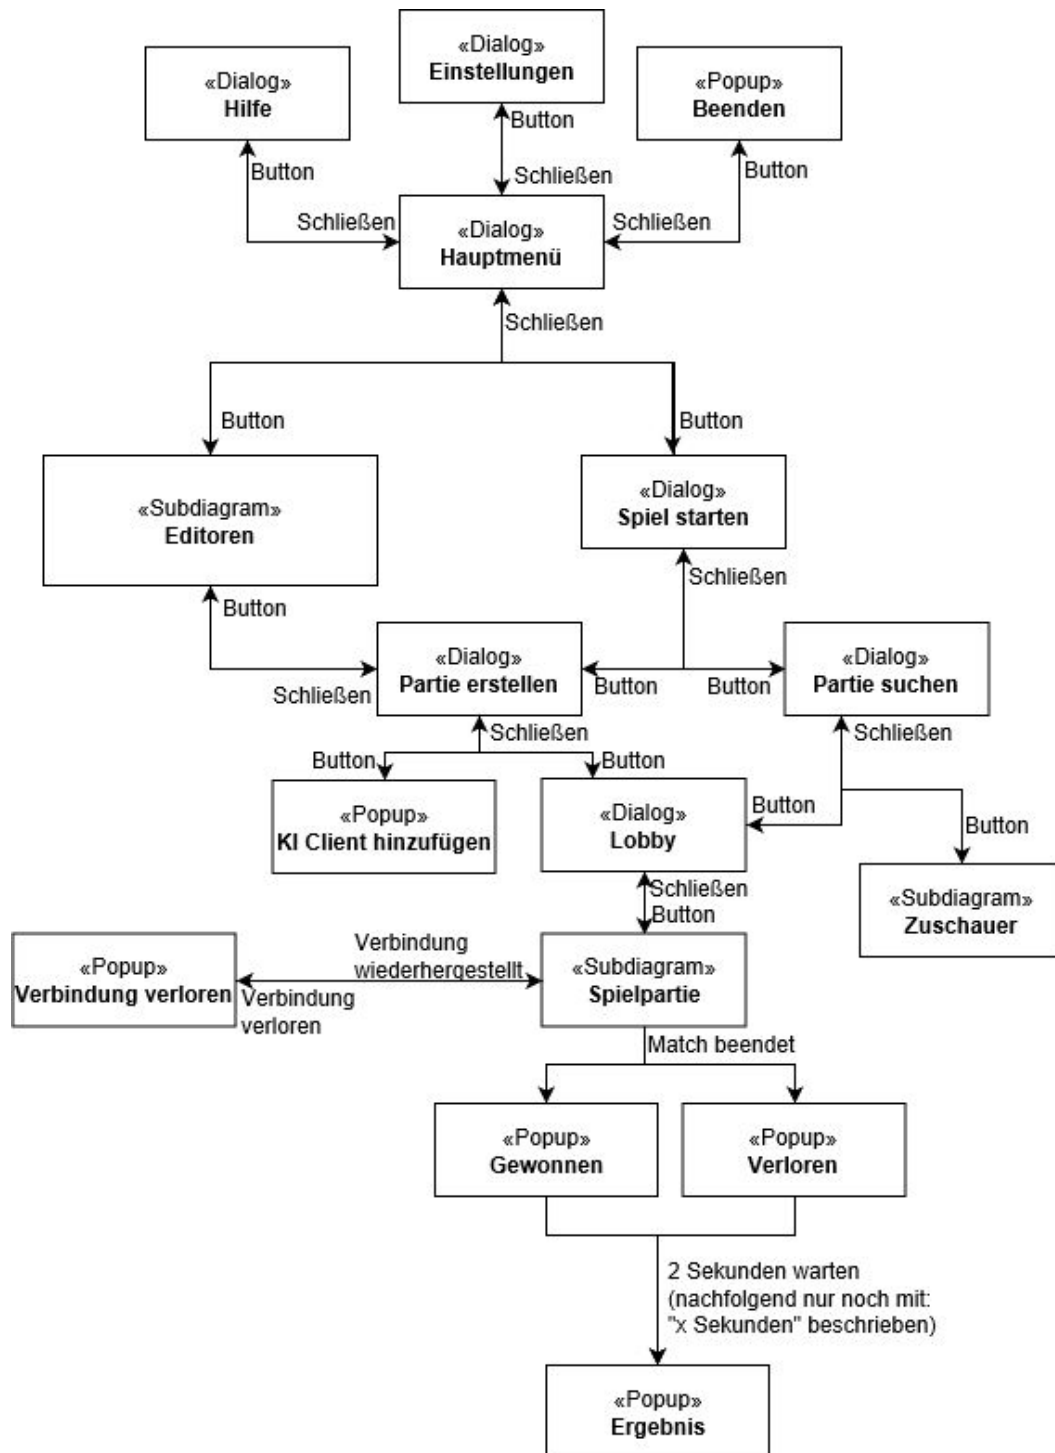 «Dialog»
Einstellungen
«Dialog»
Hilfe
«Popup»
Beenden
Button
Button
Button
Schließen
Schließen
Schließen
«Dialog»
Hauptmenü
Schließen
Button
Button
«Subdiagram»
Editoren
«Dialog»
Spiel starten
Schließen
Button
«Dialog»
Partie erstellen
«Dialog»
Partie suchen
Schließen
Button
Button
Schließen
Schließen
Button
Button
«Popup»
KI Client hinzufügen
«Dialog»
Lobby
Button
Button
Schließen
Button
«Subdiagram»
Zuschauer
«Popup»
Verbindung verloren
Verbindung
wiederhergestellt
Verbindung
verloren
«Subdiagram»
Spielpartie
Match beendet
«Popup»
Gewonnen
«Popup»
Verloren
2 Sekunden warten
(nachfolgend nur noch mit:
"x Sekunden" beschrieben)
«Popup»
Ergebnis